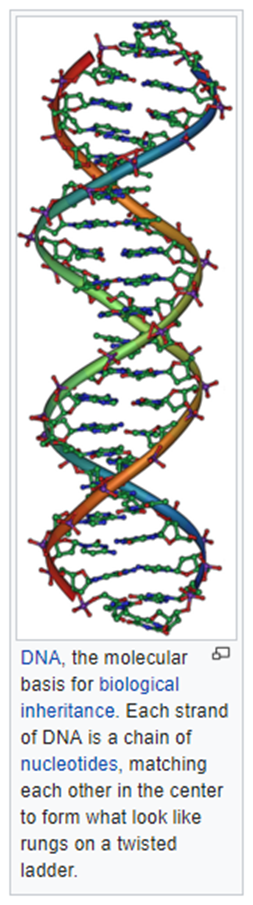 DNA, the molecular
basis for biological
inheritance. Each strand
of DNA is a chain of
nucleotides, matching
each other in the center
to form what look like
rungs on a twisted
ladder.